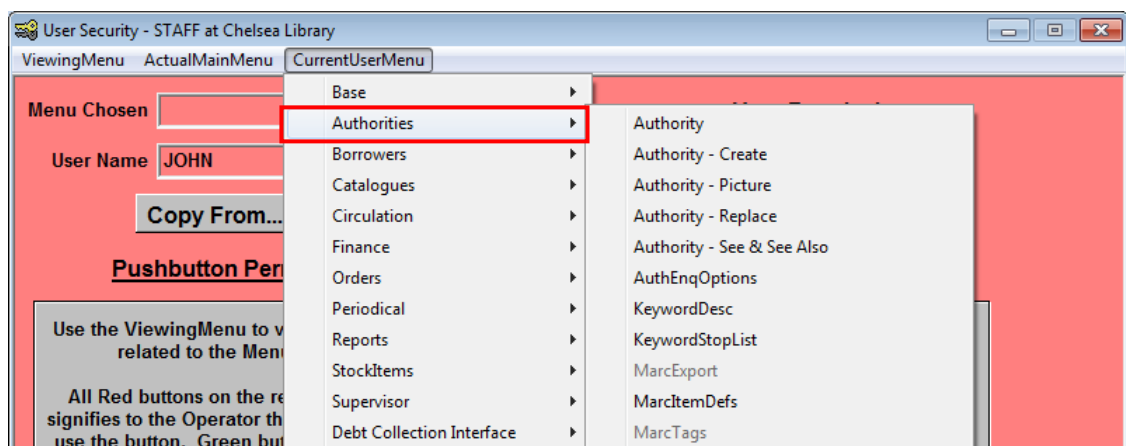 User Security - STAFF at Chelsea Library
ViewingMenu ActualMainMenu CurrentUserMenu
Menu Chosen
User Name JOHN
Copy From...
Pushbutton Per
Use the ViewingMenu to v
related to the Menu
All Red buttons on the re
signifies to the Operator th
use the button. Green but
Base
Authorities
Borrowers
Catalogues
Circulation
Finance
Orders
Periodical
Reports
StockItems
Supervisor
Debt Collection Interface
Authority
Authority - Create
Authority - Picture
Authority - Replace
Authority - See & See Also
AuthEnqOptions
KeywordDesc
KeywordStopList
MarcExport
MarcItemDefs
MarcTags